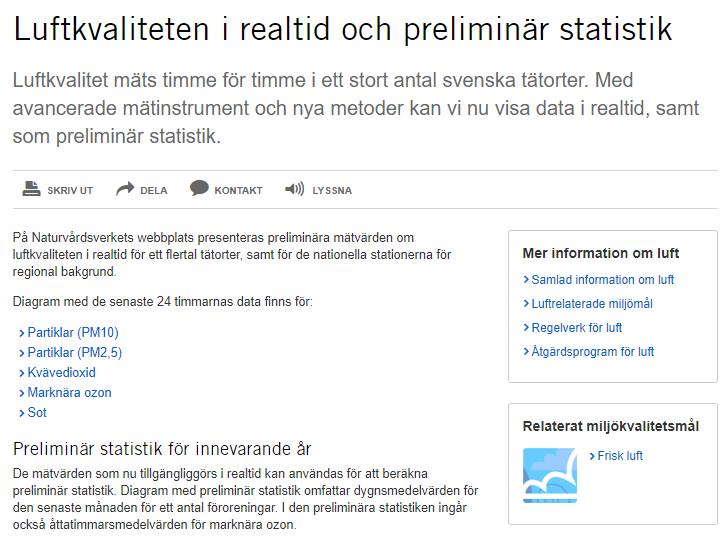 Luftkvaliteten i realtid och preliminär statistik
Luftkvalitet mäts timme för timme i ett stort antal svenska tätorter. Med
avancerade mätinstrument och nya metoder kan vi nu visa data i realtid, samt
som preliminär statistik.
SKRIV UT DELA KONTAKT LYSSNA
På Naturvårdsverkets webbplats presenteras preliminära mätvärden om
luftkvaliteten i realtid för ett flertal tätorter, samt för de nationella stationerna för
regional bakgrund.
Diagram med de senaste 24 timmarnas data finns för:
Partiklar (PM10)
Partiklar (PM2,5)
Kvävedioxid
Marknära ozon
Sot
Preliminär statistik för innevarande år
De mätvärden som nu tillgängliggörs i realtid kan användas för att beräkna
preliminär statistik. Diagram med preliminär statistik omfattar dygnsmedelvärden för
den senaste månaden för ett antal föroreningar. I den preliminära statistiken ingår
också åttatimmarsmedelvärden för marknära ozon.
Mer information om luft
Samlad information om luft
Luftrelaterade miljömål
Regelverk för luft
Åtgärdsprogram för luft
Relaterat miljökvalitetsmål
Frisk luft